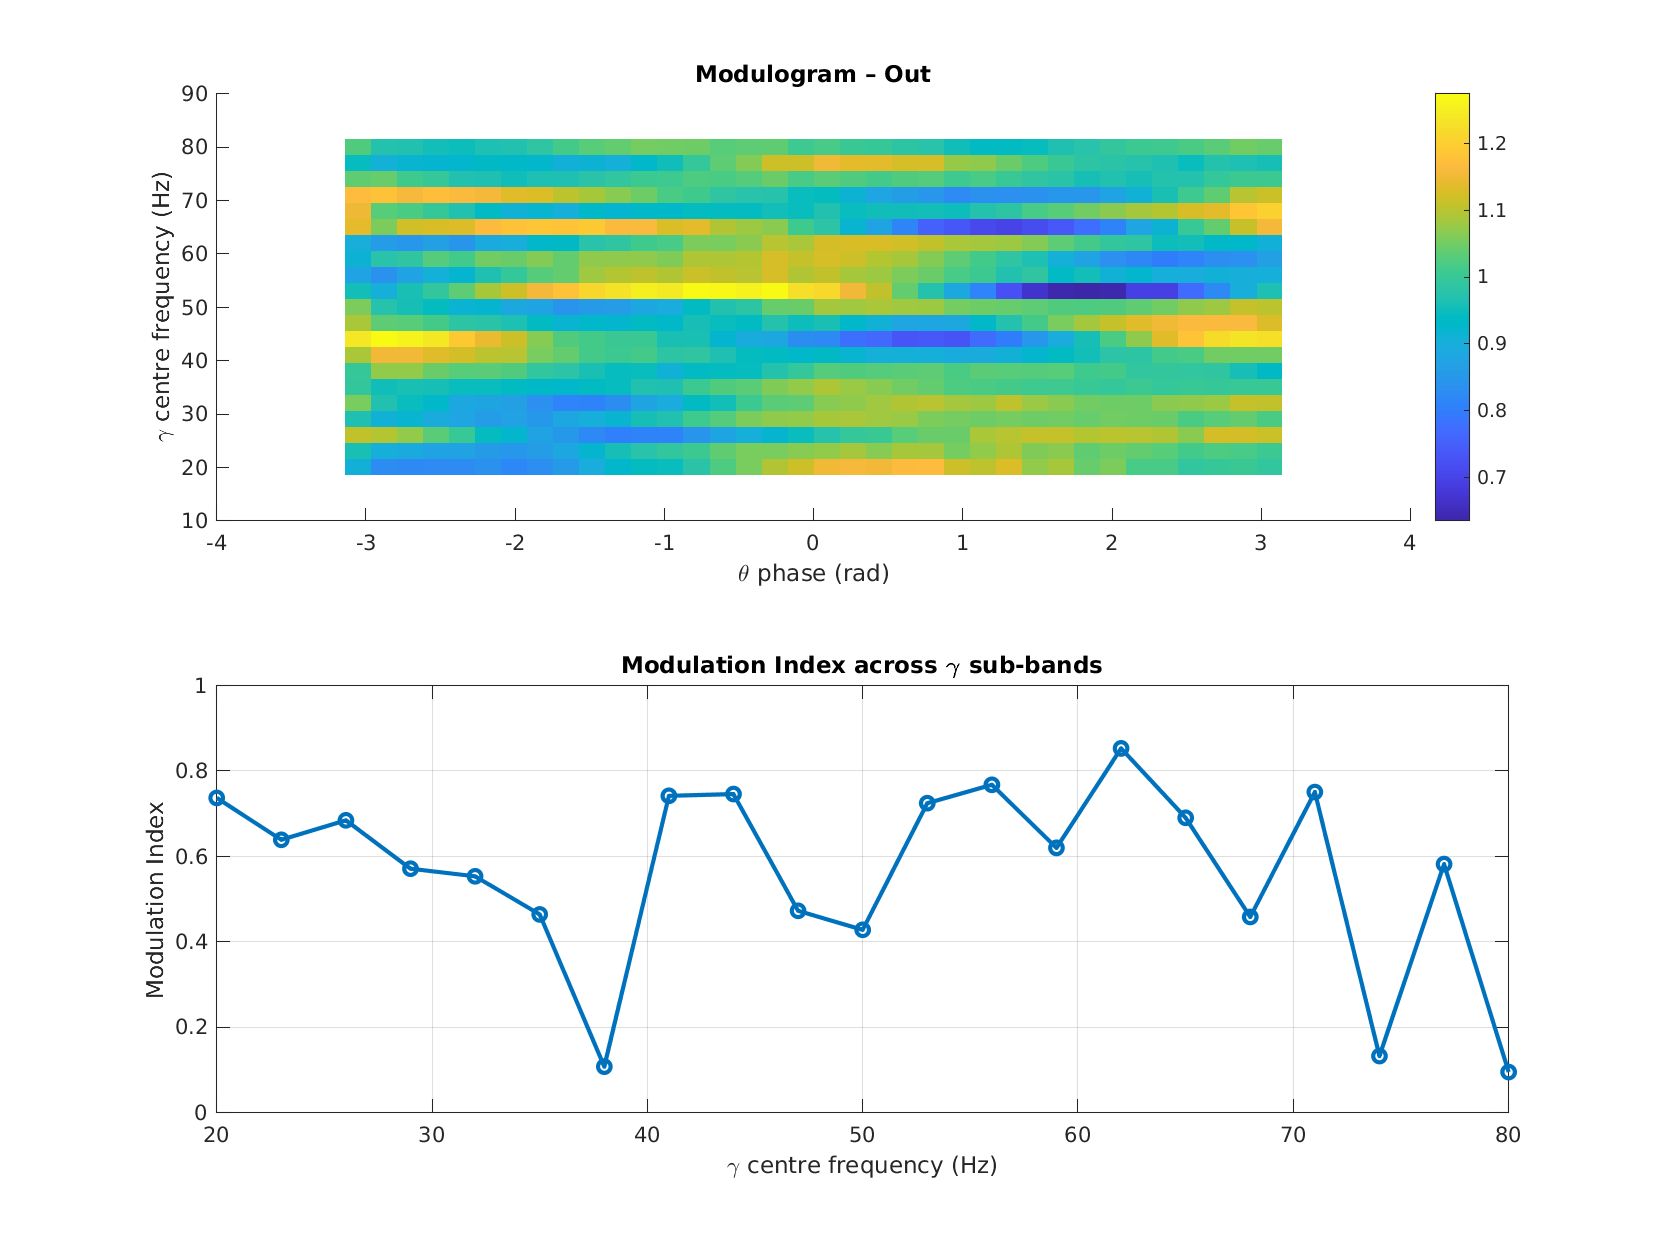 Modulogram – Out
γ centre frequency (Hz)
90
80
70
60
50
40
30
20
10
-4 -3 -2 -1 0 1 2 3 4
θ phase (rad)
1.2
1.1
1
0.9
0.8
0.7
Modulation Index across γ sub-bands
Modulation Index
1
0.8
0.6
0.4
0.2
0
20 30 40 50 60 70 80
γ centre frequency (Hz)